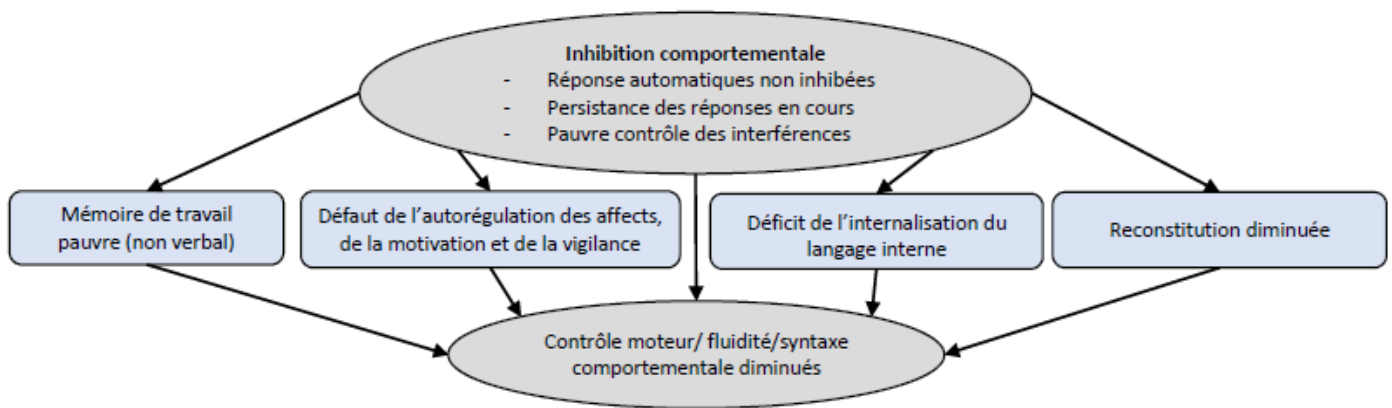 Inhibition comportementale
- Réponse automatiques non inhibées
- Persistance des réponses en cours
- Pauvre contrôle des interférences
Mémoire de travail
pauvre (non verbal)
Défaut de l'autorégulation des affects,
de la motivation et de la vigilance
Déficit de l'internalisation du
langage interne
Reconstitution diminuée
Contrôle moteur/ fluidité/syntaxe
comportementale diminués